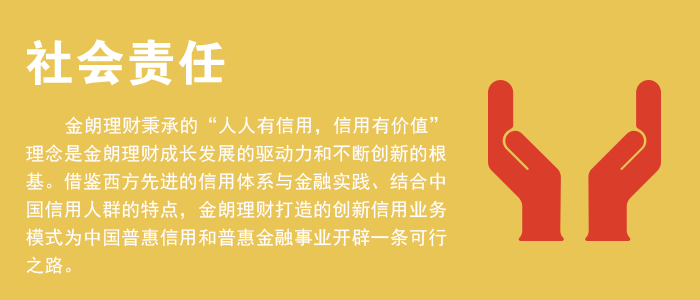 社会责任
金朗理财秉承的“人人有信用，信用有价值”
理念是金朗理财成长发展的驱动力和不断创新的根
基。借鉴西方先进的信用体系与金融实践、结合中
国信用人群的特点，金朗理财打造的创新信用业务
模式为中国普惠信用和普惠金融事业开辟一条可行
之路。